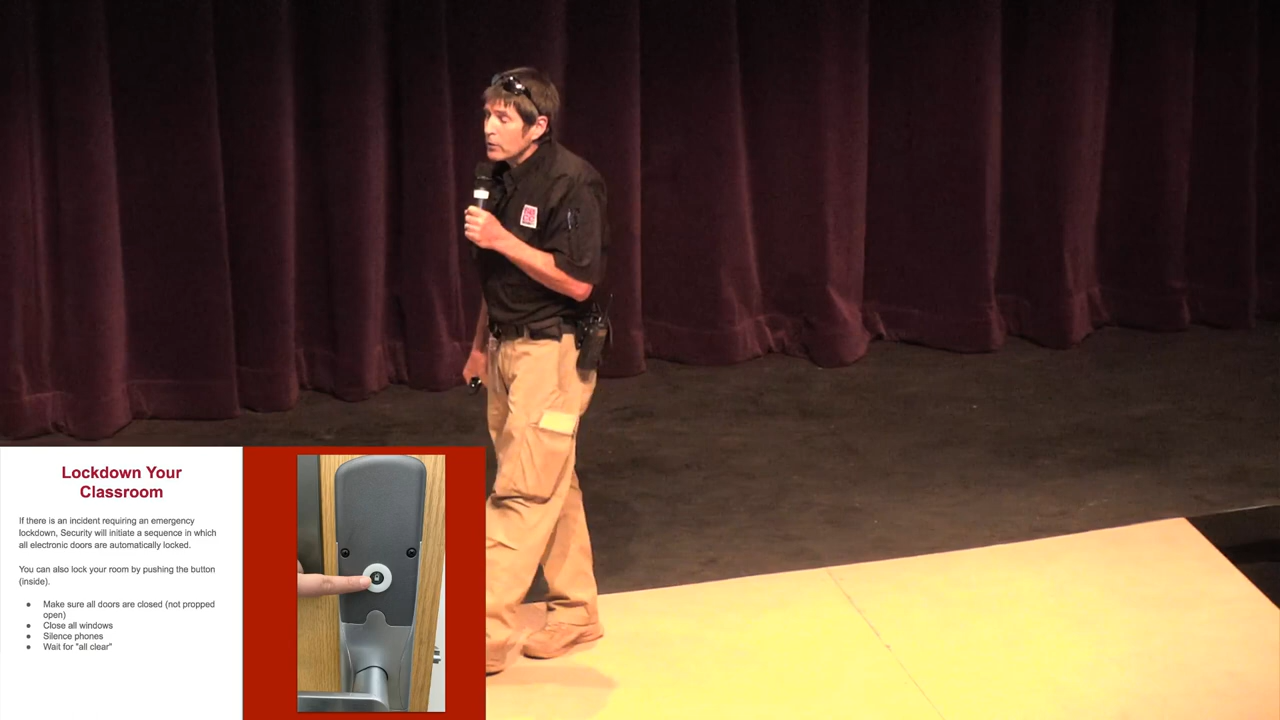 Lockdown Your
Classroom
If there is an incident requiring an emergency
lockdown, Security will initiate a sequence in which
all electronic doors are automatically locked.
You can also lock your room by pushing the button
(inside).
● Make sure all doors are closed (not propped
open)
● Close all windows
● Silence phones
● Wait for "all clear"